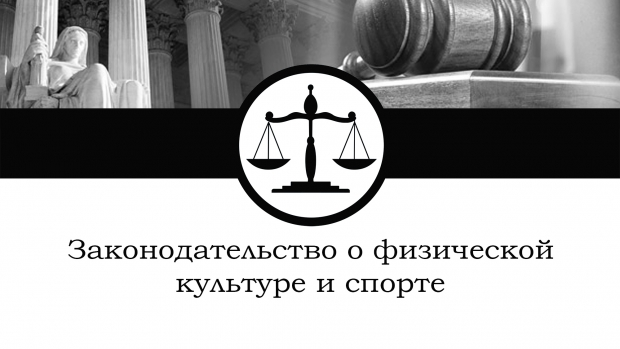 Законодательство о физической
культуре и спорте